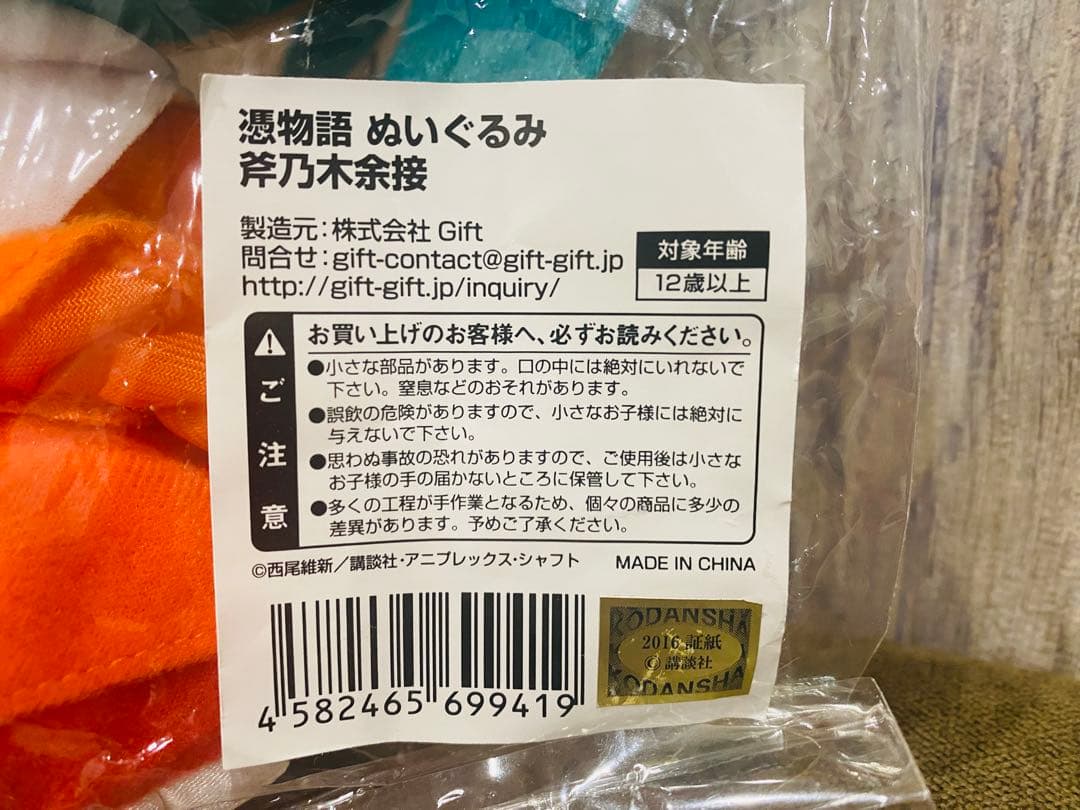 憑物語 ぬいぐるみ
斧乃木余接
製造元：株式会社 Gift
問合せ：gift-contact@gift-gift.jp
http://gift-gift.jp/inquiry/
対象年齢
12歳以上
ご注意
お買い上げのお客様へ、必ずお読みください。
●小さな部品があります。口の中には絶対にいれないで
下さい。窒息などのおそれがあります。
●誤飲の危険がありますので、小さなお子様には絶対に
与えないで下さい。
●思わぬ事故の恐れがありますので、ご使用後は小さな
お子様の手の届かないところに保管して下さい。
●多くの工程が手作業となるため、個々の商品に多少の
差異があります。予めご了承ください。
©西尾維新／講談社・アニプレックス・シャフト
MADE IN CHINA
4 582465 699419
KODANSHA
2016 証紙
© 講談社
KODANSHA